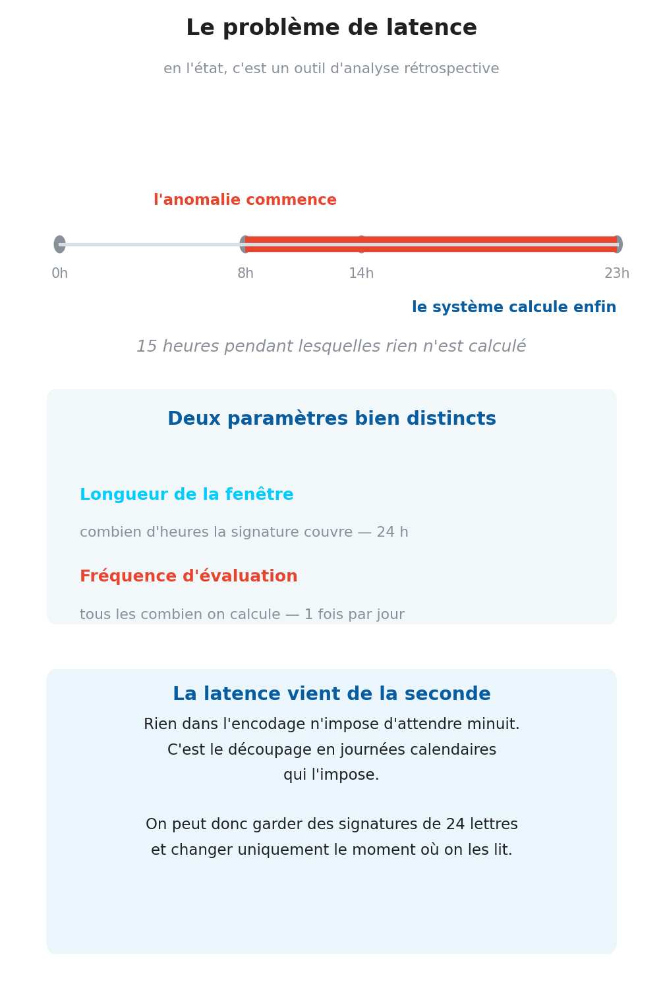 Le problème de latence
en l'état, c'est un outil d'analyse rétrospective
l'anomalie commence
0h 8h 14h 23h
le système calcule enfin
15 heures pendant lesquelles rien n'est calculé
Deux paramètres bien distincts
Longueur de la fenêtre
combien d'heures la signature couvre — 24 h
Fréquence d'évaluation
tous les combien on calcule — 1 fois par jour
La latence vient de la seconde
Rien dans l'encodage n'impose d'attendre minuit.
C'est le découpage en journées calendaires
qui l'impose.
On peut donc garder des signatures de 24 lettres
et changer uniquement le moment où on les lit.